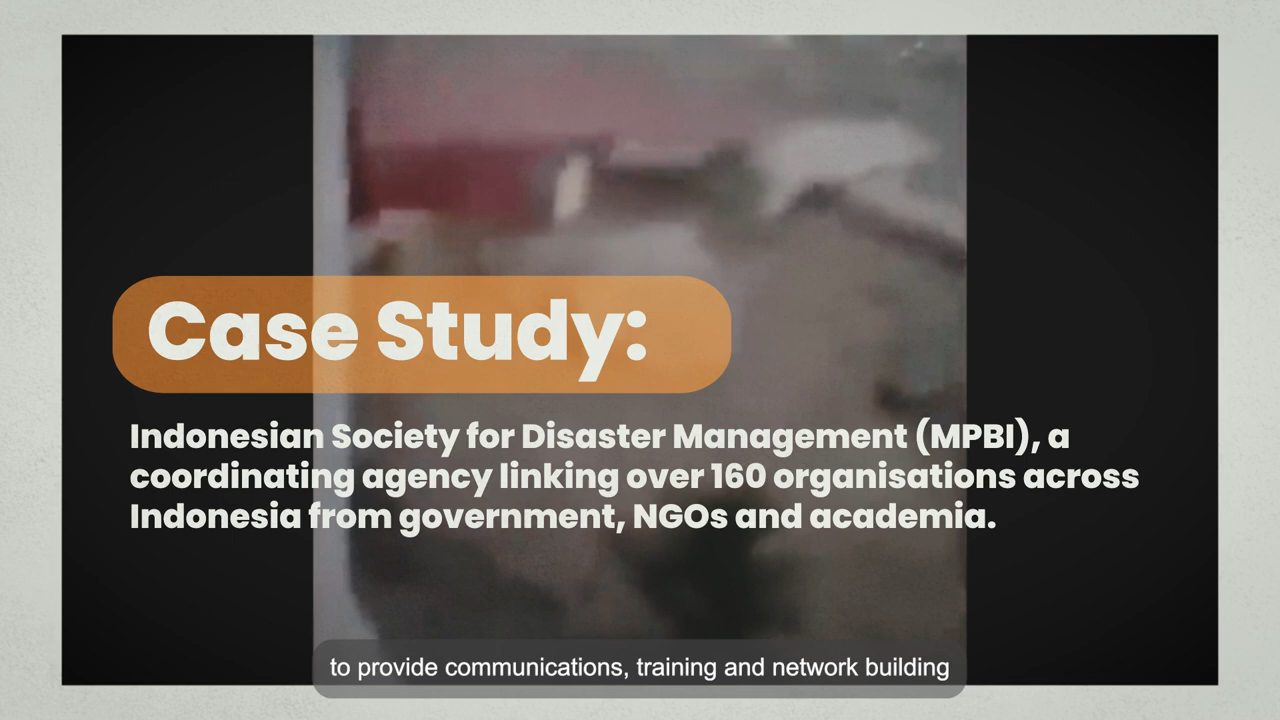 Case Study:
Indonesian Society for Disaster Management (MPBI), a
coordinating agency linking over 160 organisations across
Indonesia from government, NGOs and academia.
to provide communications, training and network building